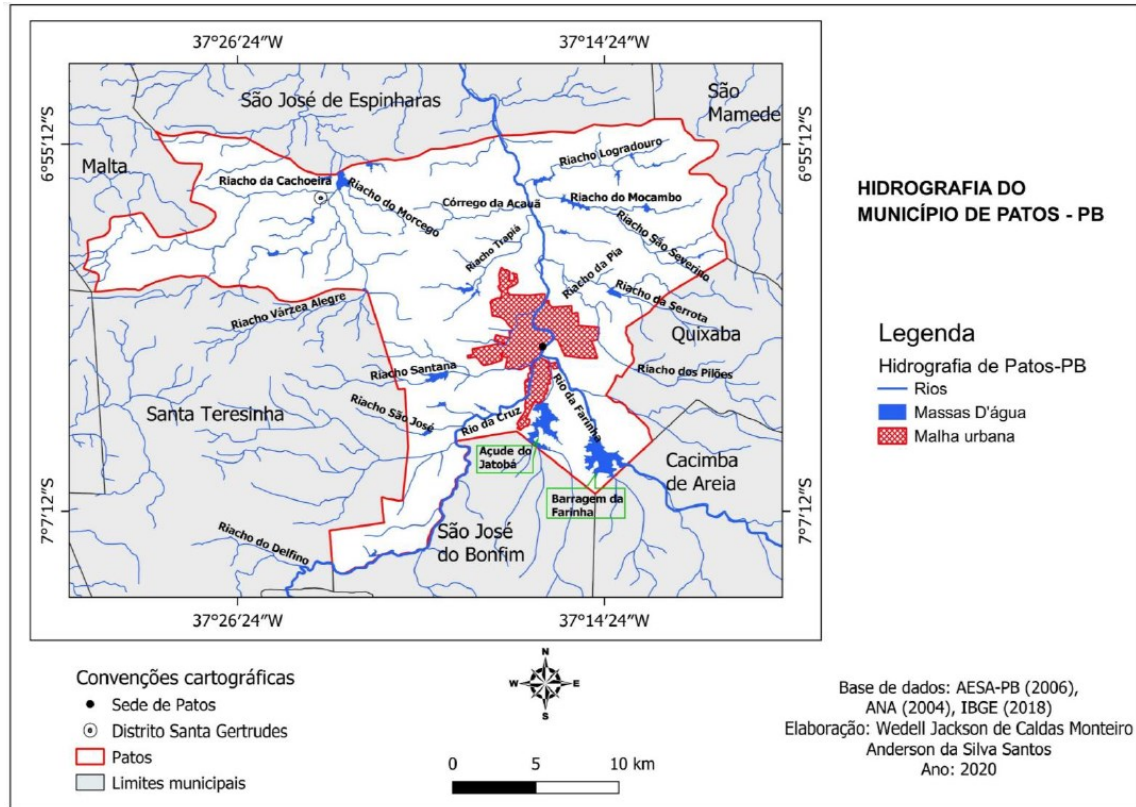 37°26'24"W
37°14'24"W
São José de Espinharas
São
Mamede
6°55'12"S
6°55'12"S
Malta
Riacho Logradouro
Riacho da Cachoeira
Riacho do Morcego
Córrego da Acauã
Riacho do Mocambo
Riacho São Severino
Riacho Trapiá
Riacho da Pia
Riacho da Serrota
Riacho Várzea Alegre
Quixaba
Riacho Santana
Riacho dos Pilões
Santa Teresinha
Riacho São José
Rio da Cruz
Rio da Farinha
Açude do
Jatobá
Cacimba
de Areia
Barragem da
Farinha
7°7'12"S
7°7'12"S
São José
do Bonfim
Riacho do Delfino
37°26'24"W
37°14'24"W
HIDROGRAFIA DO
MUNICÍPIO DE PATOS - PB
Legenda
Hidrografia de Patos-PB
Rios
Massas D'água
Malha urbana
Convenções cartográficas
Sede de Patos
Distrito Santa Gertrudes
Patos
Limites municipais
N
W
E
S
0
5
10 km
Base de dados: AESA-PB (2006),
ANA (2004), IBGE (2018)
Elaboração: Wedell Jackson de Caldas Monteiro
Anderson da Silva Santos
Ano: 2020